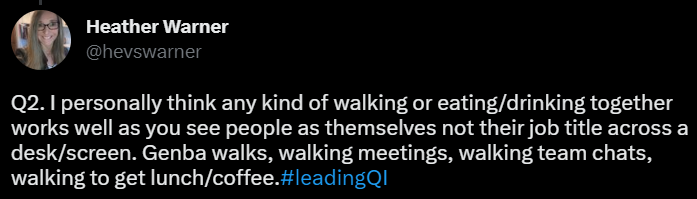 Heather Warner
@hevswarner
Q2. I personally think any kind of walking or eating/drinking together
works well as you see people as themselves not their job title across a
desk/screen. Genba walks, walking meetings, walking team chats,
walking to get lunch/coffee.#leadingQI